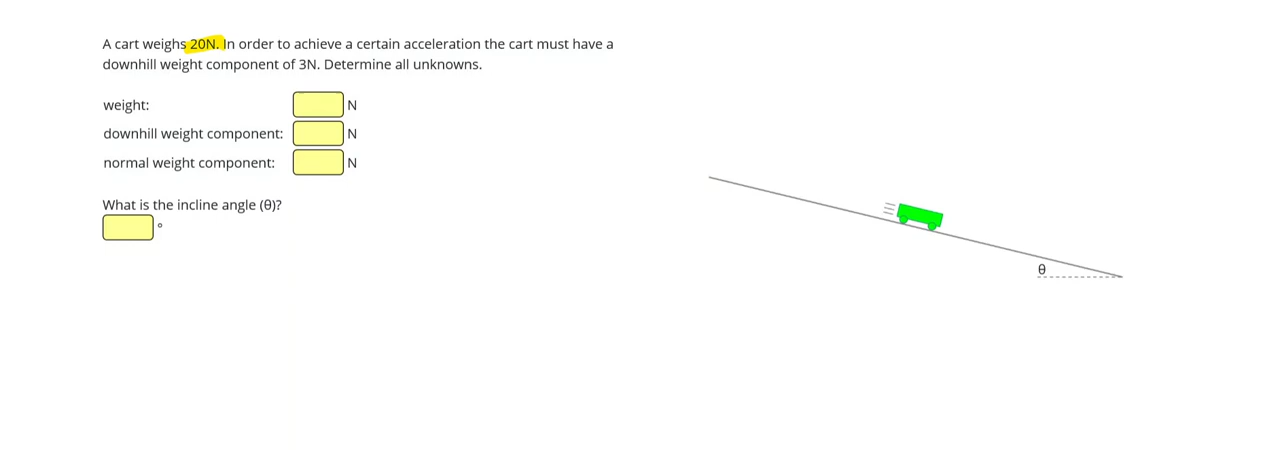 A cart weighs 20N. In order to achieve a certain acceleration the cart must have a
downhill weight component of 3N. Determine all unknowns.
weight: N
downhill weight component: N
normal weight component: N
What is the incline angle (θ)?
°
θ